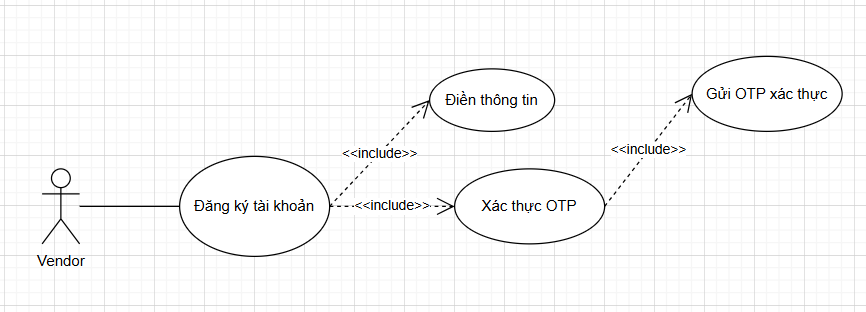 Gửi OTP xác thực
Điền thông tin
<<include>>
<<include>>
Đăng ký tài khoản
<<include>>
Xác thực OTP
Vendor